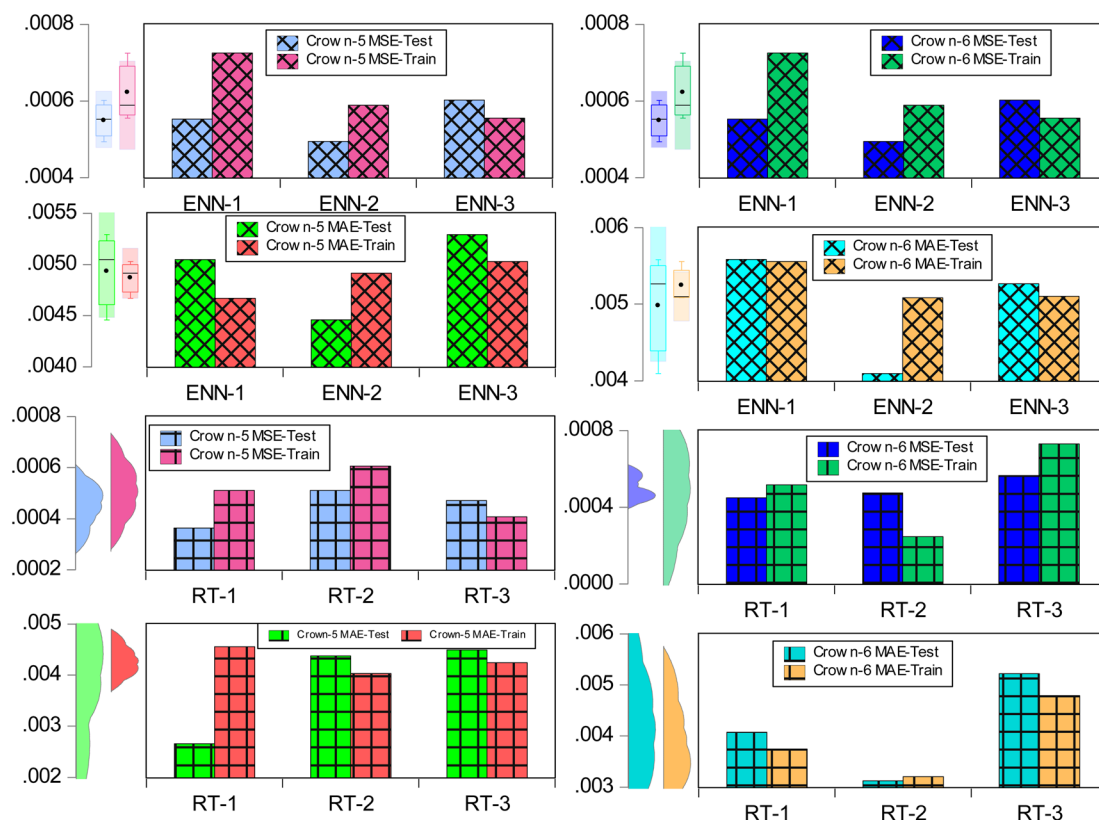 .0008
.0006
.0004
Crow n-5 MSE-Test
Crow n-5 MSE-Train
ENN-1 ENN-2 ENN-3
.0008
.0006
.0004
Crow n-6 MSE-Test
Crow n-6 MSE-Train
ENN-1 ENN-2 ENN-3
.0055
.0050
.0045
.0040
Crow n-5 MAE-Test
Crow n-5 MAE-Train
ENN-1 ENN-2 ENN-3
.006
.005
.004
Crow n-6 MAE-Test
Crow n-6 MAE-Train
ENN-1 ENN-2 ENN-3
.0008
.0006
.0004
.0002
Crow n-5 MSE-Test
Crow n-5 MSE-Train
RT-1 RT-2 RT-3
.0008
.0004
.0000
Crow n-6 MSE-Test
Crow n-6 MSE-Train
RT-1 RT-2 RT-3
.005
.004
.003
.002
Crown-5 MAE-Test Crown-5 MAE-Train
RT-1 RT-2 RT-3
.006
.005
.004
.003
Crow n-6 MAE-Test
Crow n-6 MAE-Train
RT-1 RT-2 RT-3